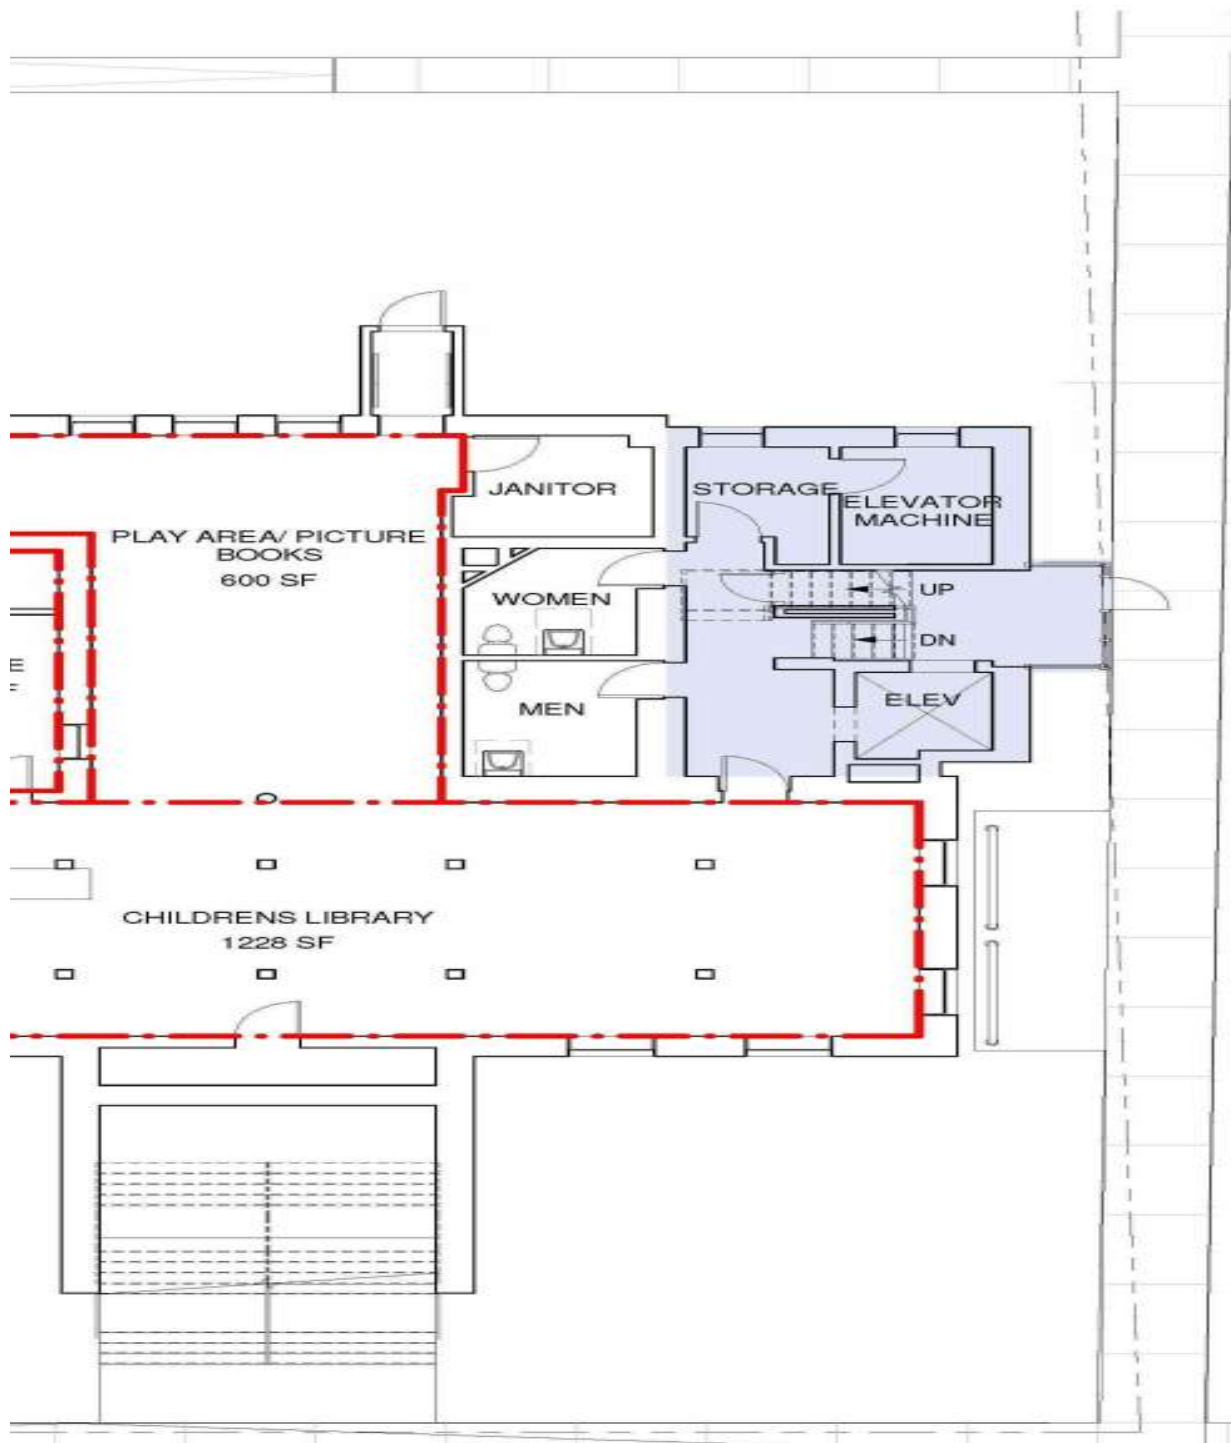 JANITOR
STORAGE
ELEVATOR
MACHINE
PLAY AREA/ PICTURE
BOOKS
600 SF
WOMEN
UP
DN
E
F
MEN
ELEV
CHILDRENS LIBRARY
1228 SF